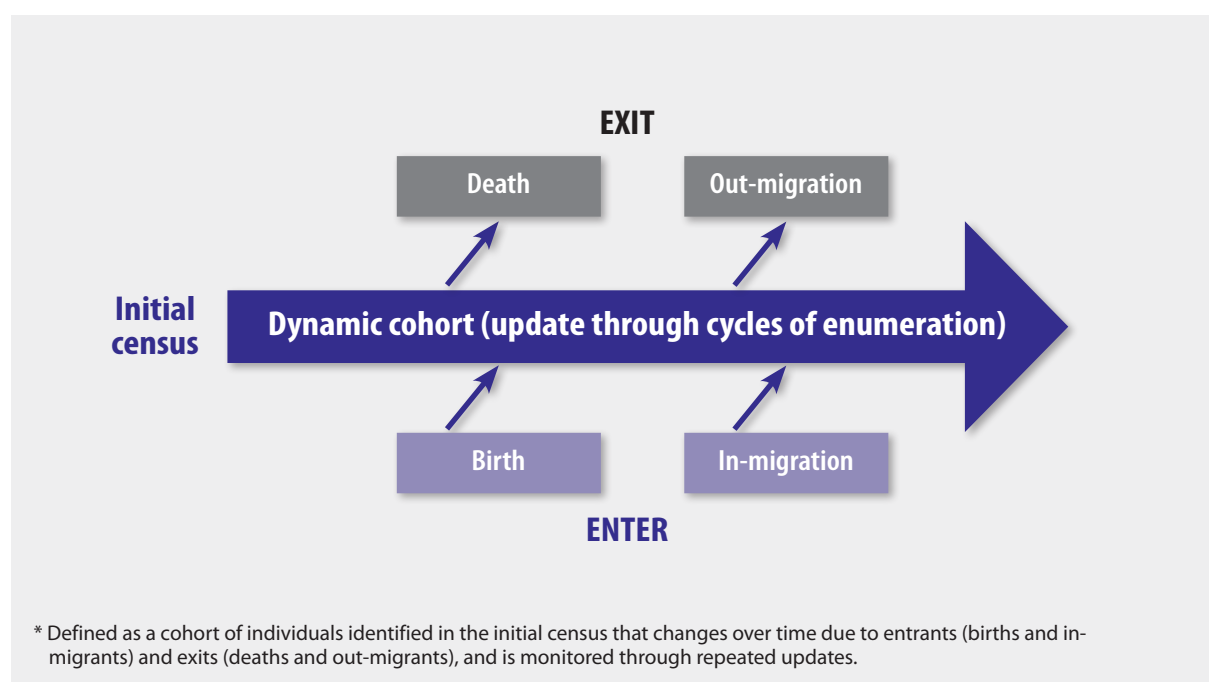 EXIT
Death
Out-migration
Initial
census
Dynamic cohort (update through cycles of enumeration)
Birth
In-migration
ENTER
* Defined as a cohort of individuals identified in the initial census that changes over time due to entrants (births and in-
migrants) and exits (deaths and out-migrants), and is monitored through repeated updates.